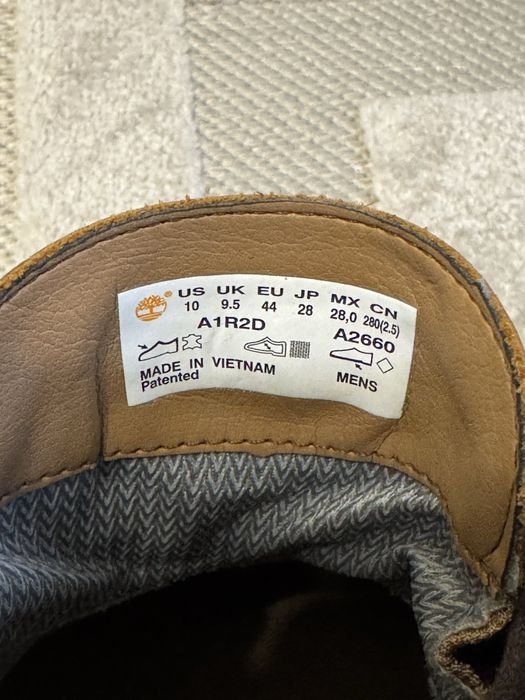 US UK EU JP MX CN
10 9.5 44 28 28,0 280(2.5)
A1R2D A2660
MADE IN VIETNAM
Patented
MENS